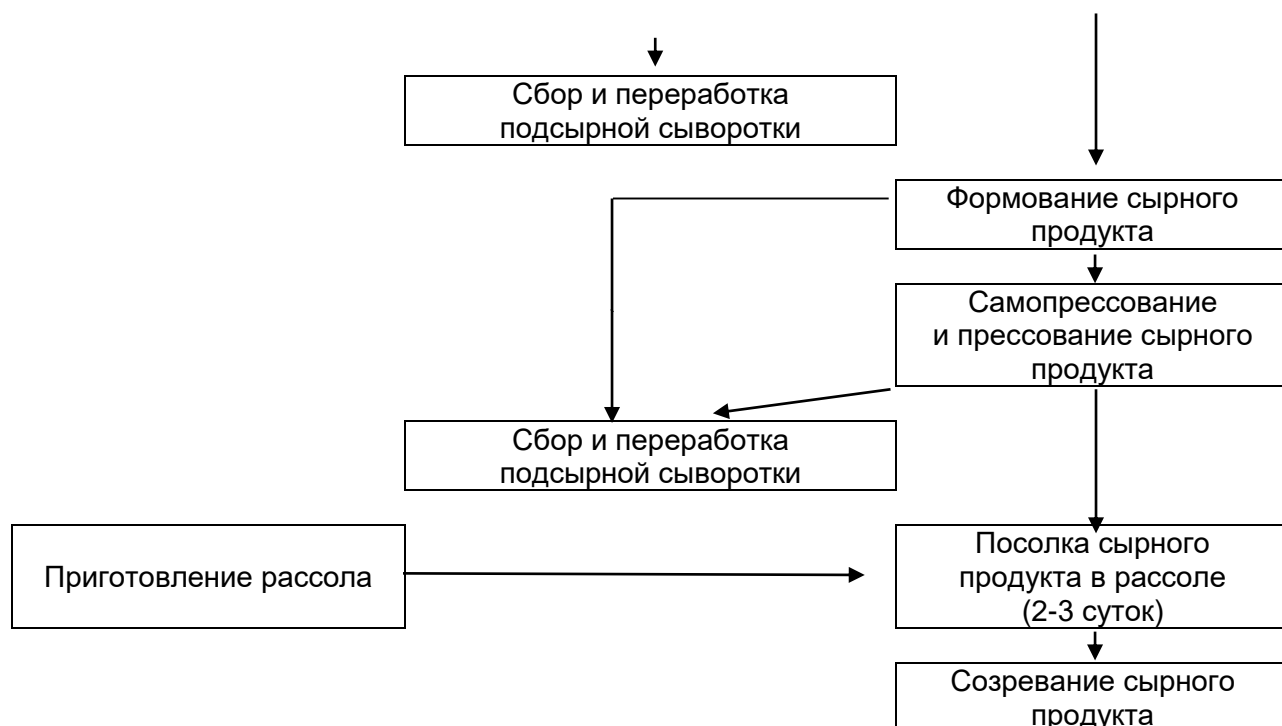 Сбор и переработка
подсырной сыворотки
Формование сырного
продукта
Самопрессование
и прессование сырного
продукта
Сбор и переработка
подсырной сыворотки
Приготовление рассола
Посолка сырного
продукта в рассоле
(2-3 суток)
Созревание сырного
продукта